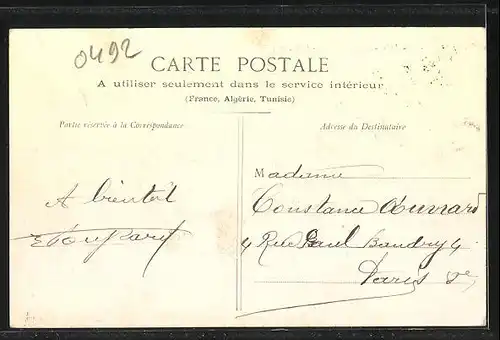 0492
CARTE POSTALE
A utiliser seulement dans le service intérieur
(France, Algérie, Tunisie)
Partie réservée à la Correspondance
Adresse du Destinataire
A bientôt
Madame
Constance
4 Rue Paul Baudry 4
Paris 8e